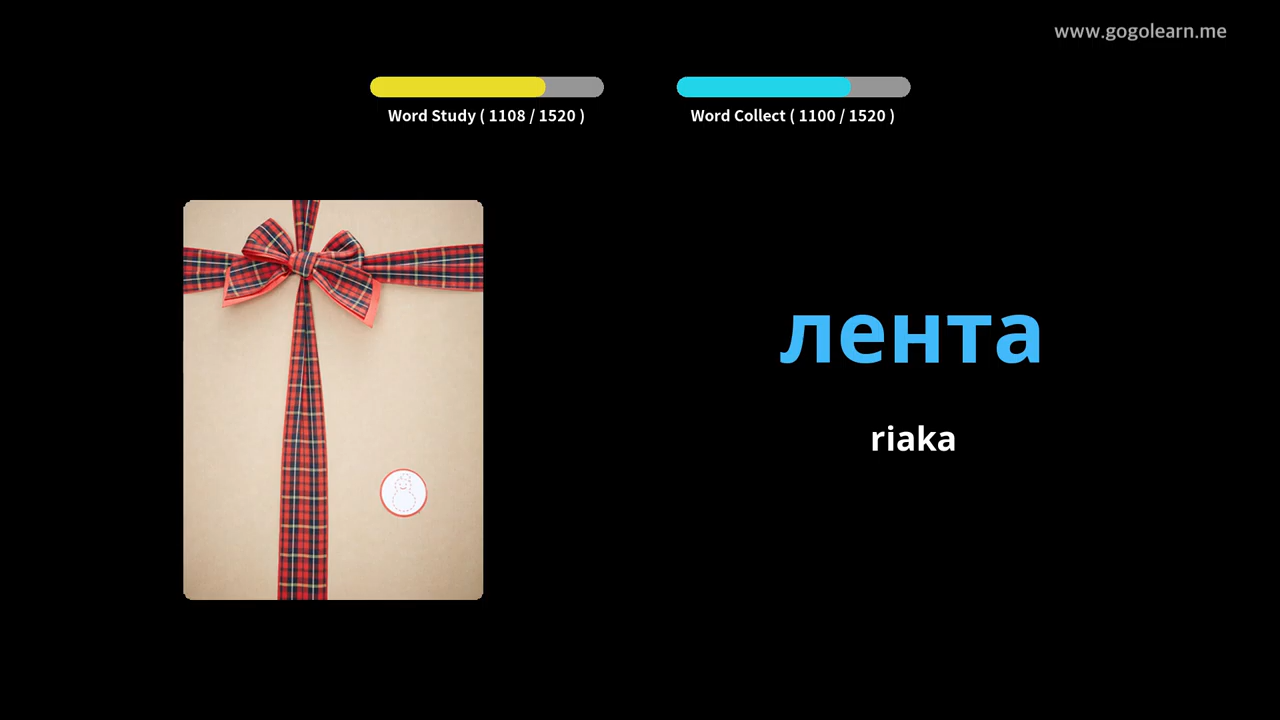 www.gogolearn.me
Word Study ( 1108 / 1520 )
Word Collect ( 1100 / 1520 )
лента
riaka